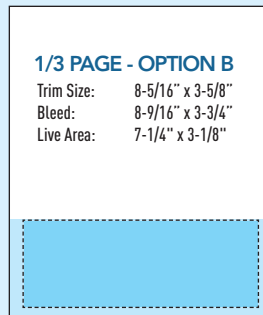 1/3 PAGE - OPTION B
Trim Size: 8-5/16” x 3-5/8”
Bleed: 8-9/16” x 3-3/4”
Live Area: 7-1/4" x 3-1/8"